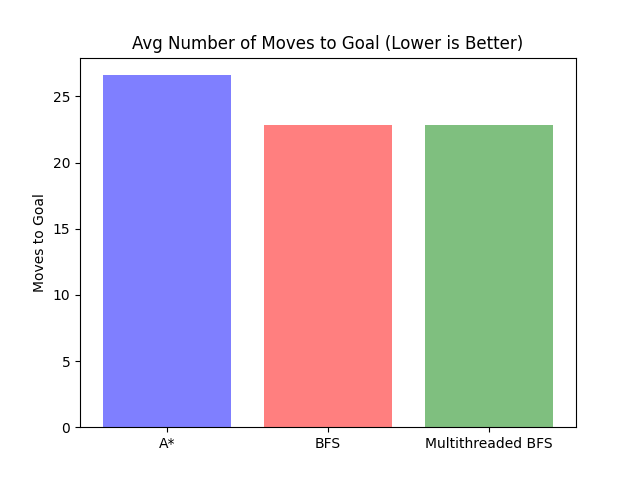 Avg Number of Moves to Goal (Lower is Better)
Moves to Goal
25
20
15
10
5
0
A*
BFS
Multithreaded BFS